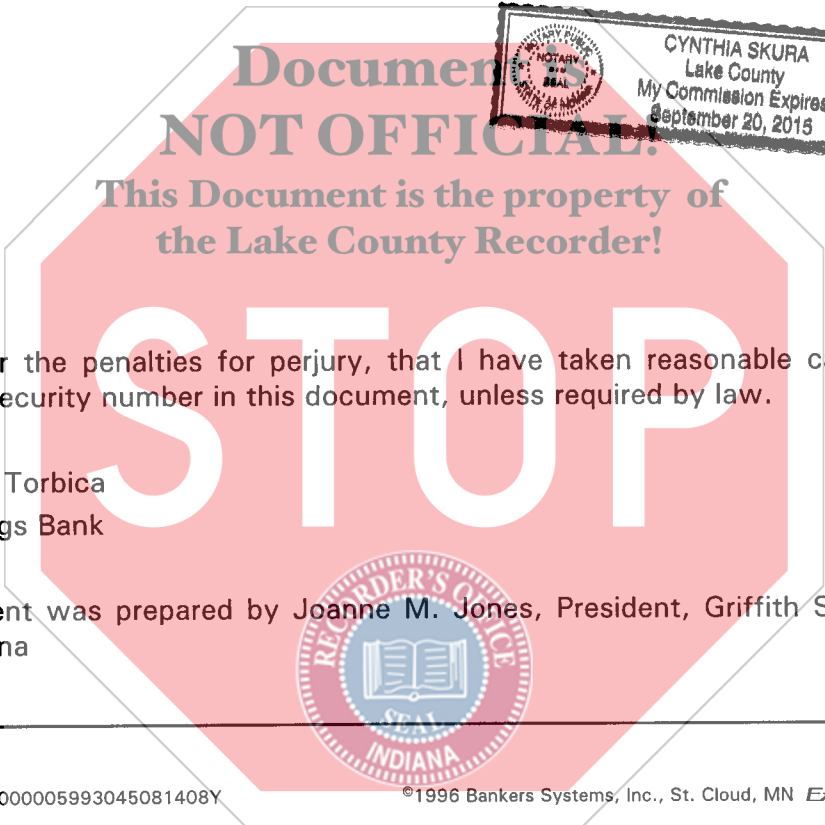 CYNTHIA SKURA
Lake County
My Commission Expires
September 20, 2015
NOTARY PUBLIC
NOTARY
SEAL
Document is
NOT OFFICIAL!
This Document is the property of
the Lake County Recorder!
STOP
r the penalties for perjury, that I have taken reasonable c
ecurity number in this document, unless required by law.
Torbica
gs Bank
ent was prepared by Joanne M. Jones, President, Griffith S
na
RECORDER'S OFFICE
SEAL
INDIANA
000005993045081408Y
©1996 Bankers Systems, Inc., St. Cloud, MN E